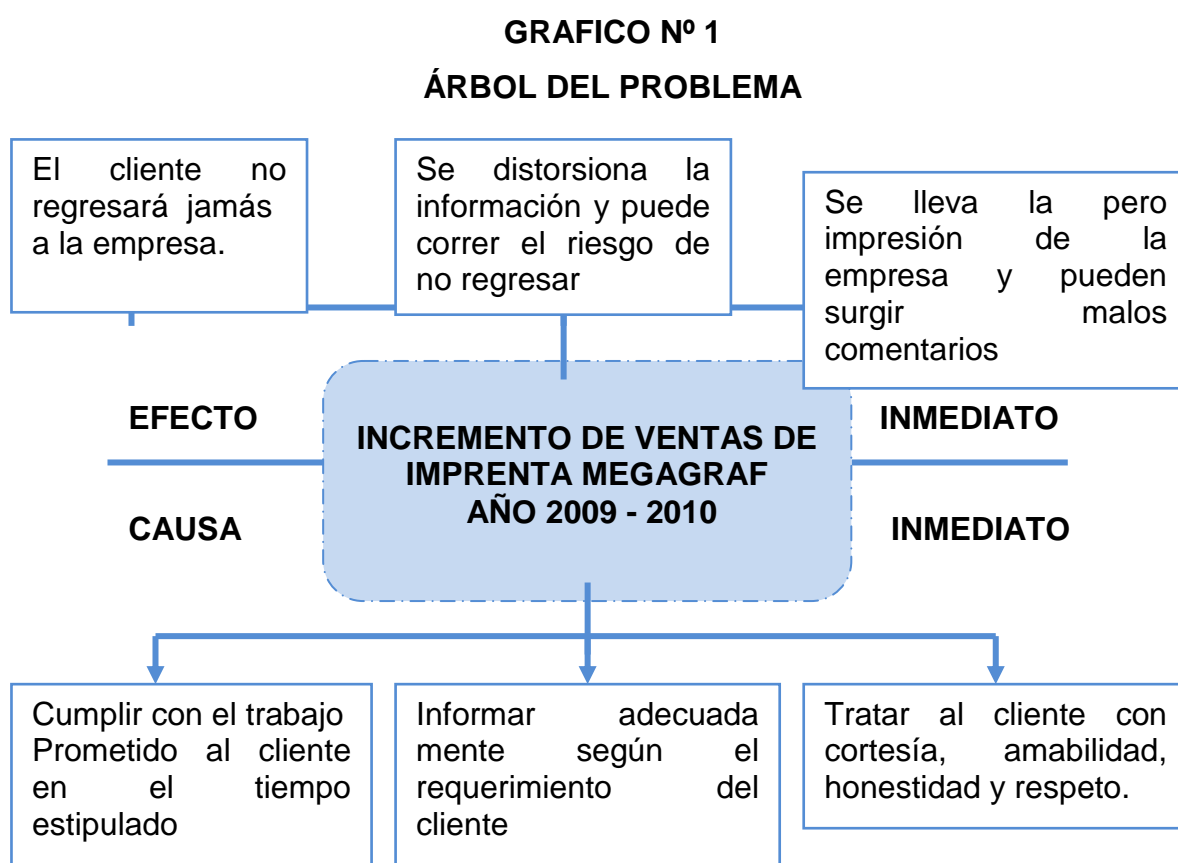 GRAFICO Nº 1
ÁRBOL DEL PROBLEMA
El cliente no
regresará jamás
a la empresa.
Se distorsiona la
información y puede
correr el riesgo de
no regresar
Se lleva la pero
impresión de la
empresa y pueden
surgir malos
comentarios
EFECTO
INMEDIATO
INCREMENTO DE VENTAS DE
IMPRENTA MEGAGRAF
AÑO 2009 - 2010
CAUSA
INMEDIATO
Cumplir con el trabajo
Prometido al cliente
en el tiempo
estipulado
Informar adecuada
mente según el
requerimiento del
cliente
Tratar al cliente con
cortesía, amabilidad,
honestidad y respeto.